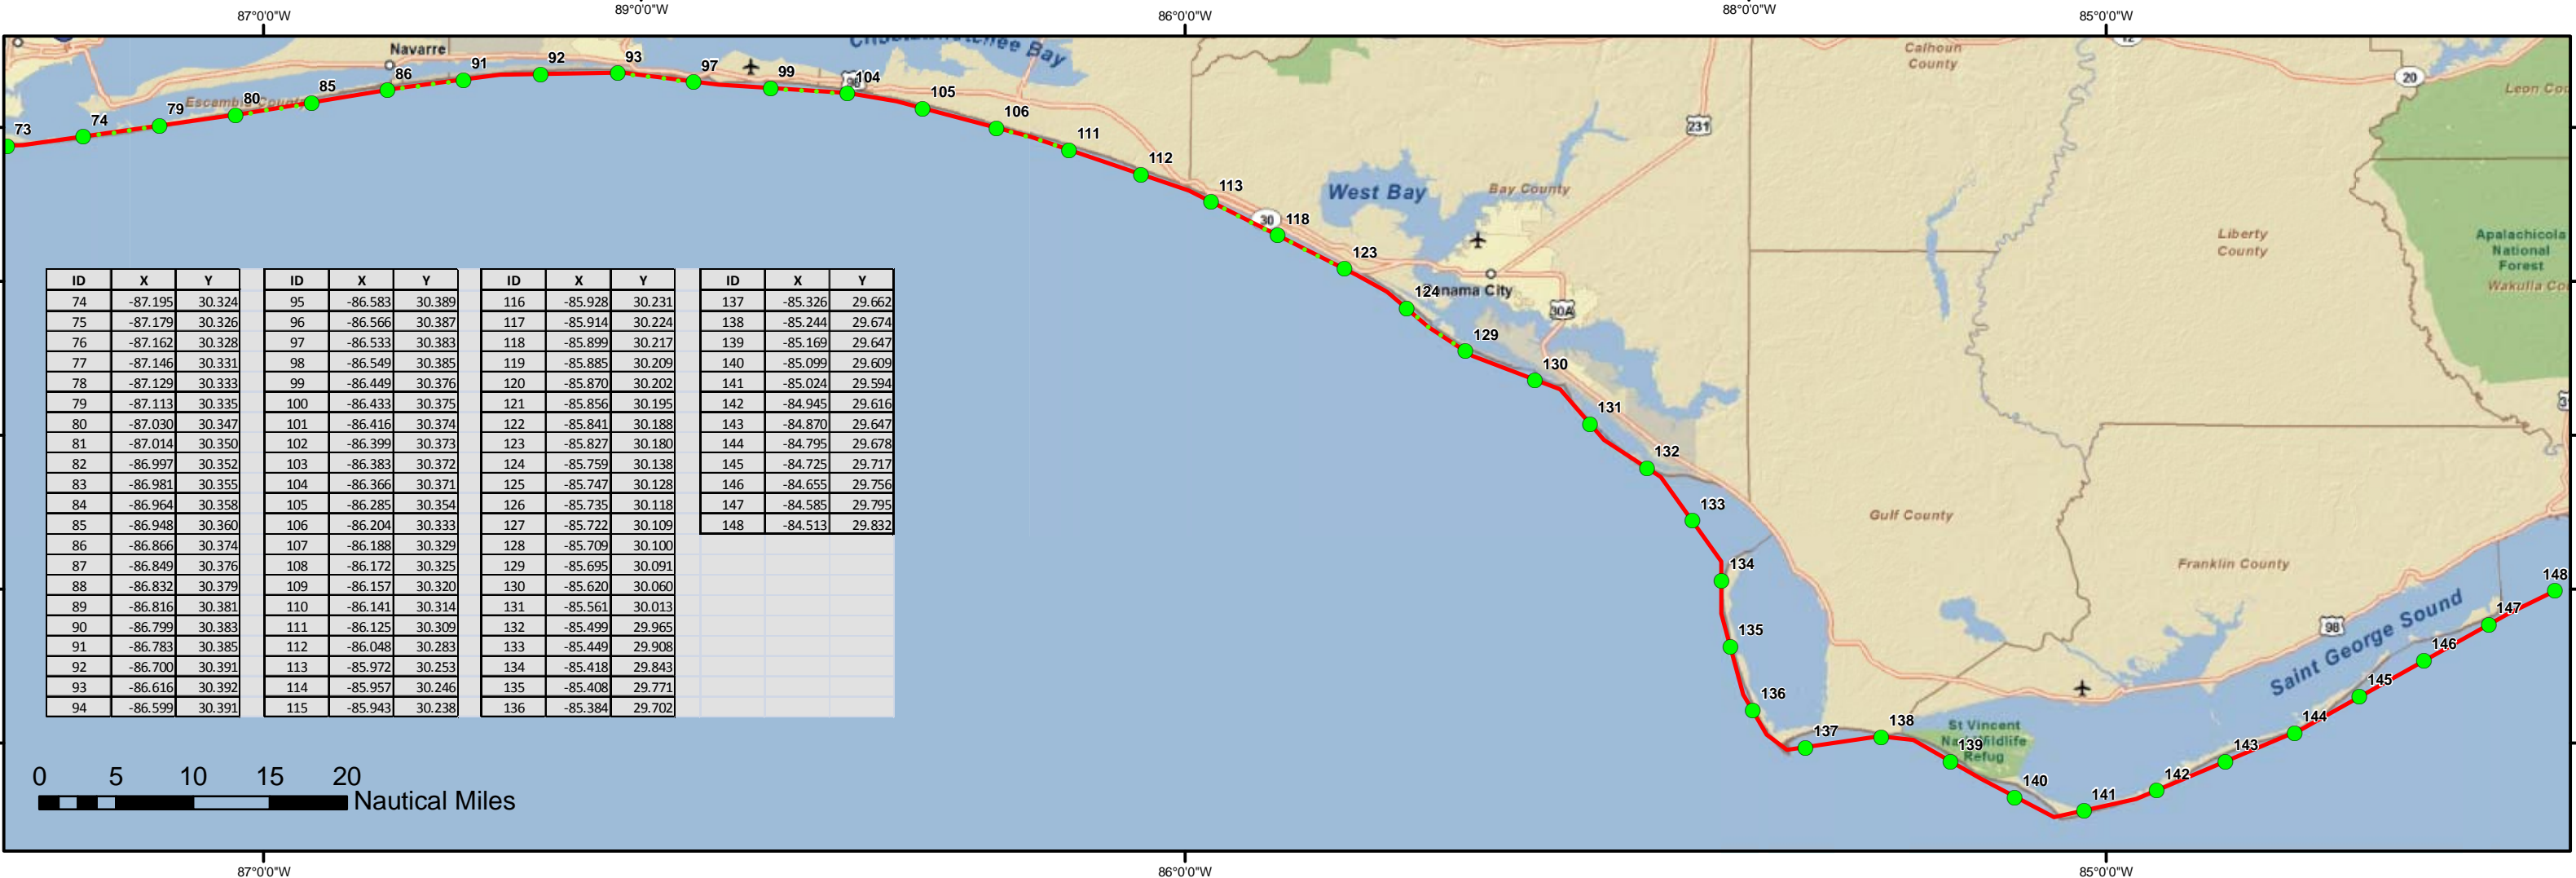 87°0'0"W 89°0'0"W 86°0'0"W 88°0'0"W 85°0'0"W
Navarre
Calhoun
County
20
Leon
Escambia County
73 74 79 80 85 86 91 92 93 97 99 104 105 106 111 112 113 118 123 124 129 130 131 132 133 134 135 136 137 138 139 140 141 142 143 144 145 146 147 148
98
231
30
30A
98
West Bay
Bay County
Panama City
Liberty
County
Apalachicola
National
Forest
Wakulla
Gulf County
Franklin County
Saint George Sound
St Vincent
Refug
ID X Y ID X Y ID X Y ID X Y
74 -87.195 30.324 95 -86.583 30.389 116 -85.928 30.231 137 -85.326 29.662
75 -87.179 30.326 96 -86.566 30.387 117 -85.914 30.224 138 -85.244 29.674
76 -87.162 30.328 97 -86.533 30.383 118 -85.899 30.217 139 -85.169 29.647
77 -87.146 30.331 98 -86.549 30.385 119 -85.885 30.209 140 -85.099 29.609
78 -87.129 30.333 99 -86.449 30.376 120 -85.870 30.202 141 -85.024 29.594
79 -87.113 30.335 100 -86.433 30.375 121 -85.856 30.195 142 -84.945 29.616
80 -87.030 30.347 101 -86.416 30.374 122 -85.841 30.188 143 -84.870 29.647
81 -87.014 30.350 102 -86.399 30.373 123 -85.827 30.180 144 -84.795 29.678
82 -86.997 30.352 103 -86.383 30.372 124 -85.759 30.138 145 -84.725 29.717
83 -86.981 30.355 104 -86.366 30.371 125 -85.747 30.128 146 -84.655 29.756
84 -86.964 30.358 105 -86.285 30.354 126 -85.735 30.118 147 -84.585 29.795
85 -86.948 30.360 106 -86.204 30.333 127 -85.722 30.109 148 -84.513 29.832
86 -86.866 30.374 107 -86.188 30.329 128 -85.709 30.100
87 -86.849 30.376 108 -86.172 30.325 129 -85.695 30.091
88 -86.832 30.379 109 -86.157 30.320 130 -85.620 30.060
89 -86.816 30.381 110 -86.141 30.314 131 -85.561 30.013
90 -86.799 30.383 111 -86.125 30.309 132 -85.499 29.965
91 -86.783 30.385 112 -86.048 30.283 133 -85.449 29.908
92 -86.700 30.391 113 -85.972 30.253 134 -85.418 29.843
93 -86.616 30.392 114 -85.957 30.246 135 -85.408 29.771
94 -86.599 30.391 115 -85.943 30.238 136 -85.384 29.702
0 5 10 15 20
Nautical Miles
87°0'0"W 86°0'0"W 85°0'0"W